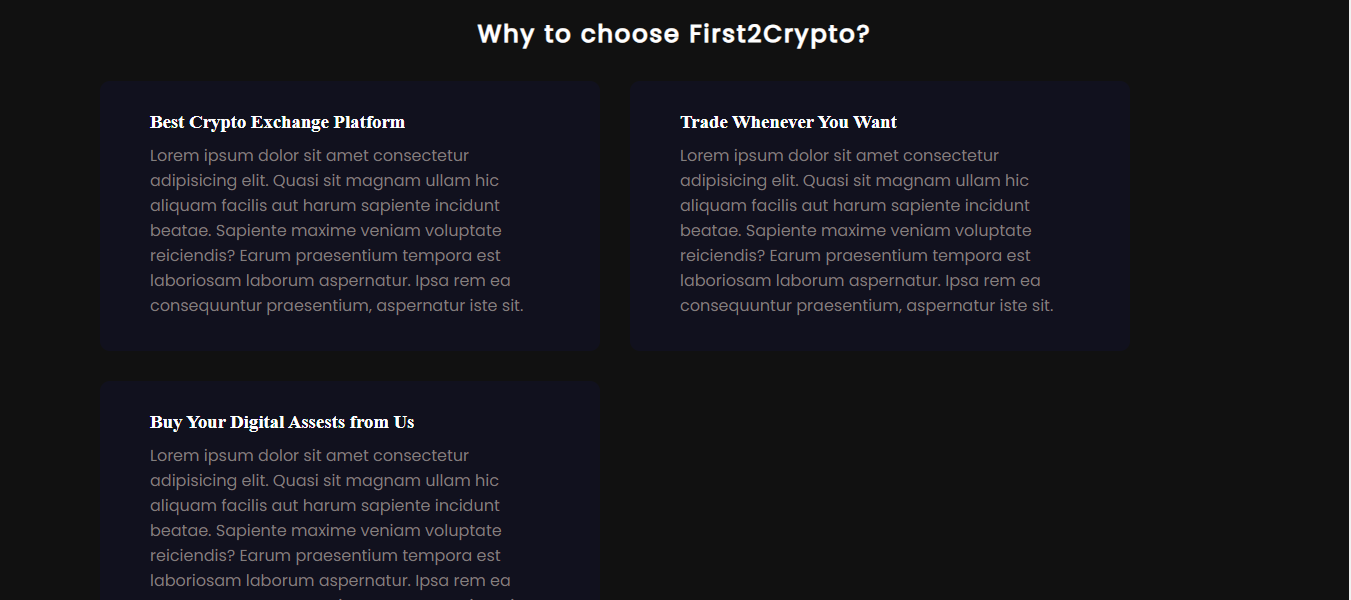 Why to choose First2Crypto?
Best Crypto Exchange Platform
Lorem ipsum dolor sit amet consectetur
adipisicing elit. Quasi sit magnam ullam hic
aliquam facilis aut harum sapiente incidunt
beatae. Sapiente maxime veniam voluptate
reiciendis? Earum praesentium tempora est
laboriosam laborum aspernatur. Ipsa rem ea
consequuntur praesentium, aspernatur iste sit.
Trade Whenever You Want
Lorem ipsum dolor sit amet consectetur
adipisicing elit. Quasi sit magnam ullam hic
aliquam facilis aut harum sapiente incidunt
beatae. Sapiente maxime veniam voluptate
reiciendis? Earum praesentium tempora est
laboriosam laborum aspernatur. Ipsa rem ea
consequuntur praesentium, aspernatur iste sit.
Buy Your Digital Assests from Us
Lorem ipsum dolor sit amet consectetur
adipisicing elit. Quasi sit magnam ullam hic
aliquam facilis aut harum sapiente incidunt
beatae. Sapiente maxime veniam voluptate
reiciendis? Earum praesentium tempora est
laboriosam laborum aspernatur. Ipsa rem ea